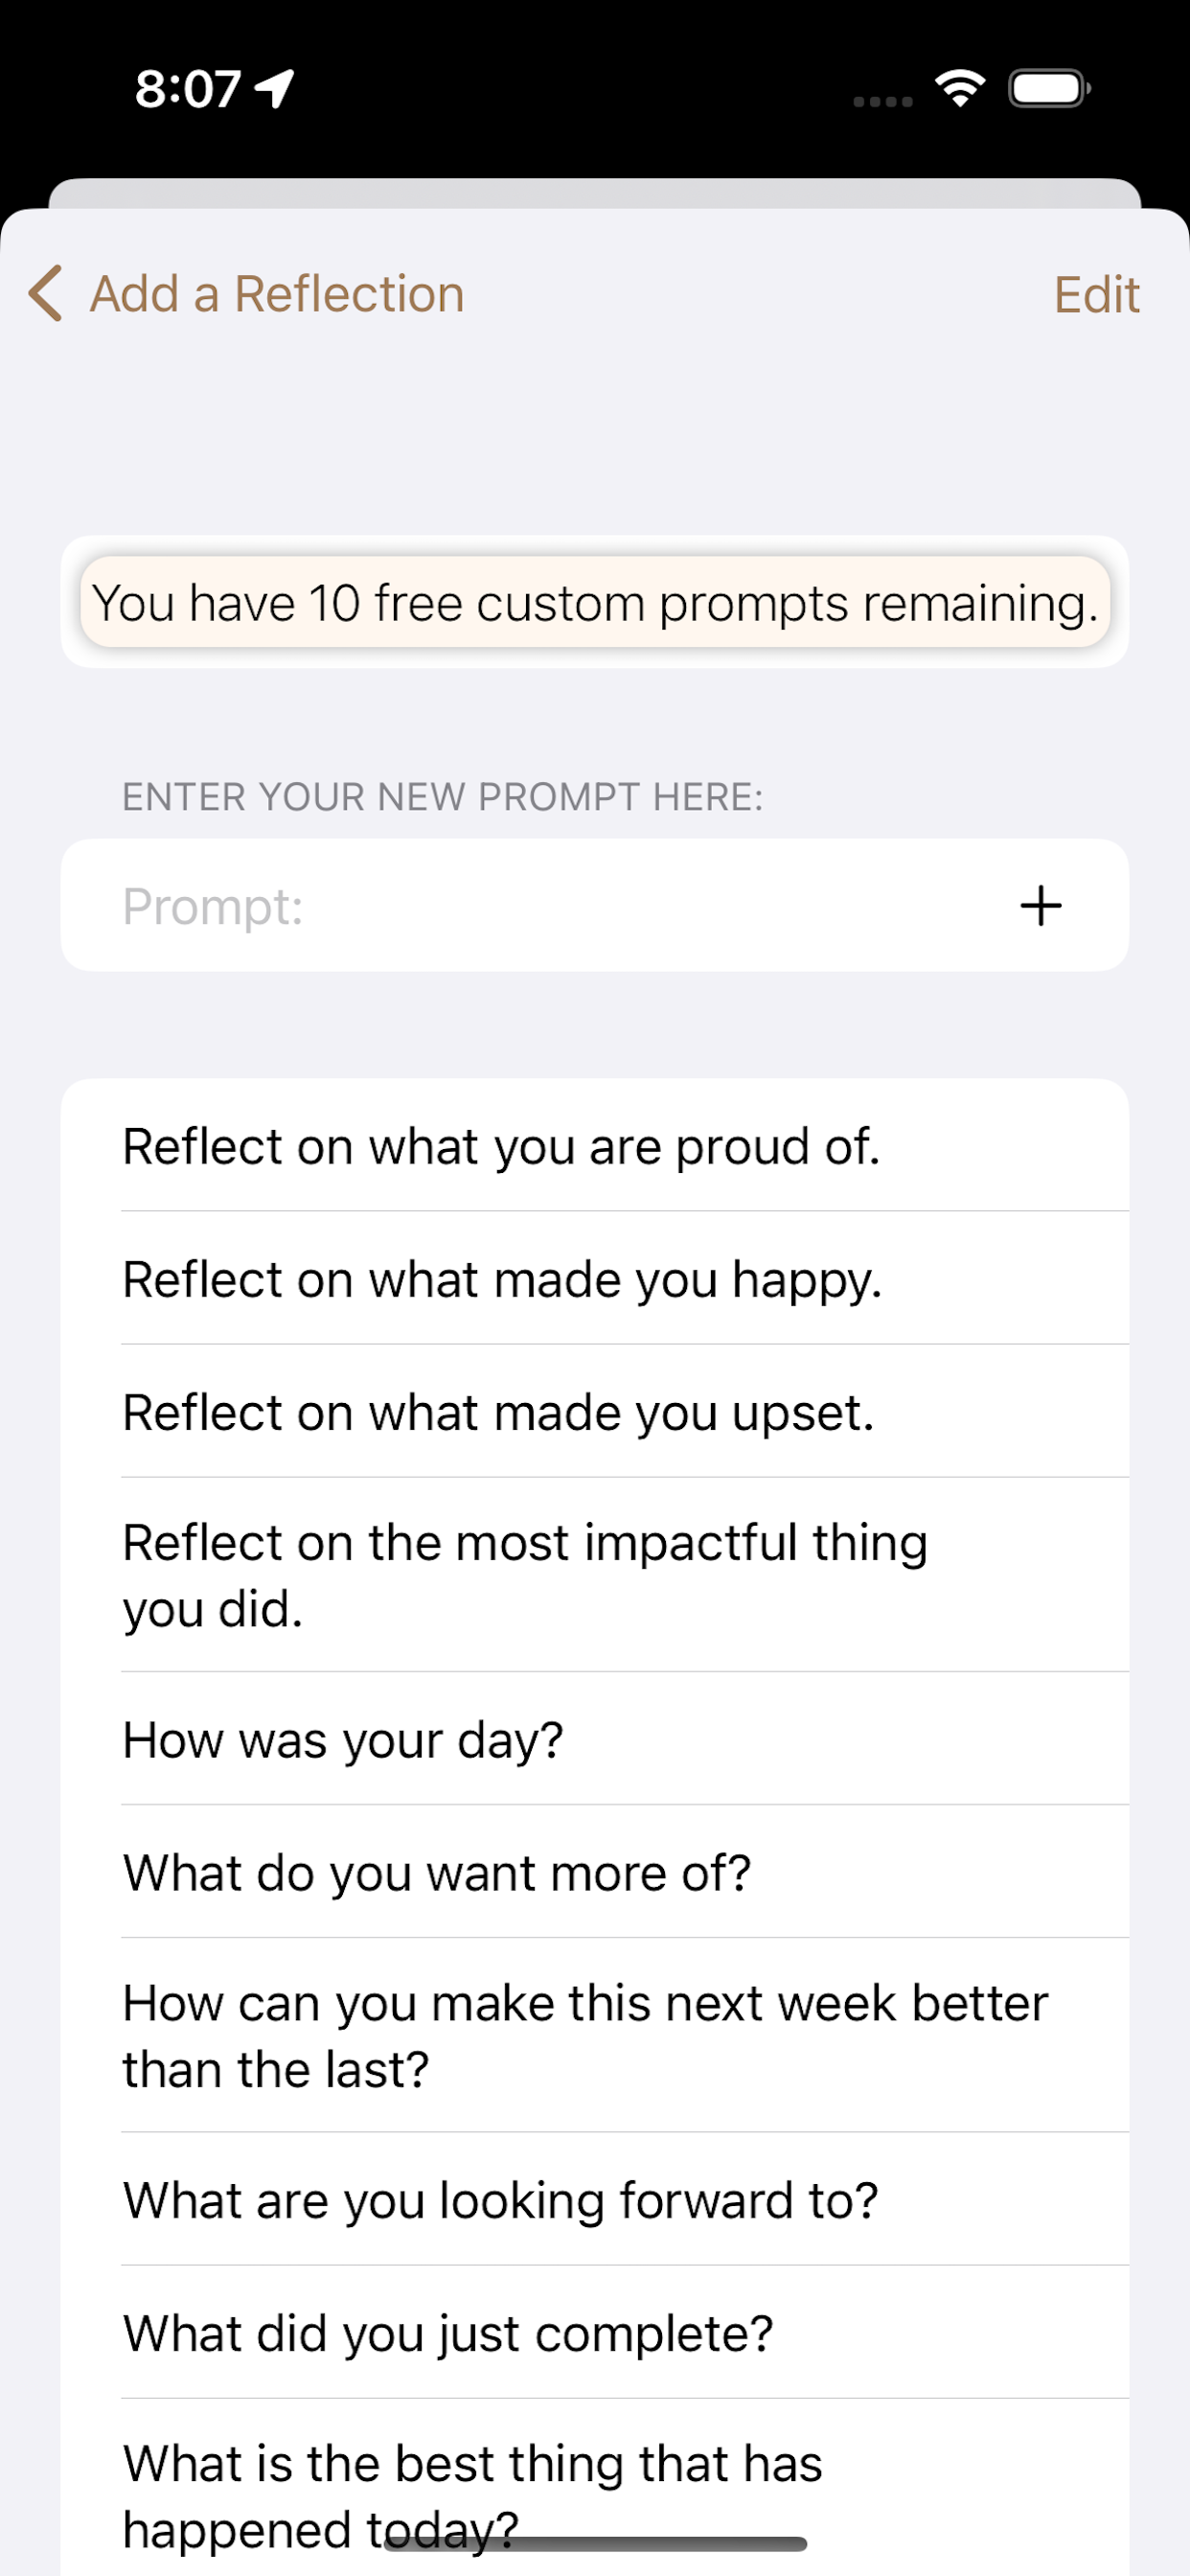 8:07
Add a Reflection
Edit
You have 10 free custom prompts remaining.
ENTER YOUR NEW PROMPT HERE:
Prompt:
Reflect on what you are proud of.
Reflect on what made you happy.
Reflect on what made you upset.
Reflect on the most impactful thing
you did.
How was your day?
What do you want more of?
How can you make this next week better
than the last?
What are you looking forward to?
What did you just complete?
What is the best thing that has
happened today?